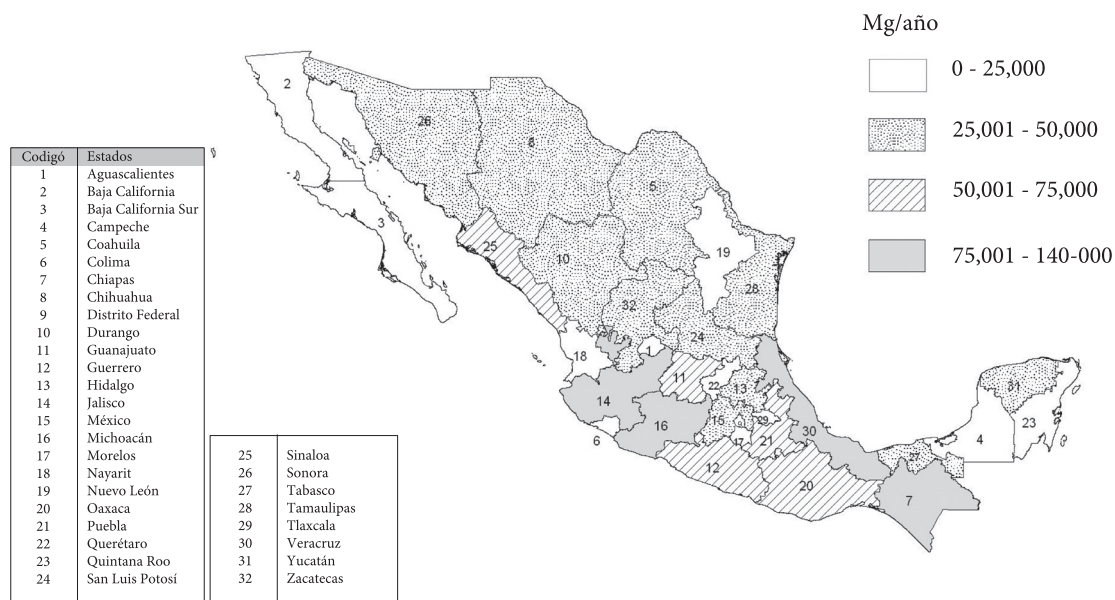 Mg/año
0 - 25,000
25,001 - 50,000
50,001 - 75,000
75,001 - 140-000
Codigó Estados
1 Aguascalientes
2 Baja California
3 Baja California Sur
4 Campeche
5 Coahuila
6 Colima
7 Chiapas
8 Chihuahua
9 Distrito Federal
10 Durango
11 Guanajuato
12 Guerrero
13 Hidalgo
14 Jalisco
15 México
16 Michoacán
17 Morelos
18 Nayarit
19 Nuevo León
20 Oaxaca
21 Puebla
22 Querétaro
23 Quintana Roo
24 San Luis Potosí
25 Sinaloa
26 Sonora
27 Tabasco
28 Tamaulipas
29 Tlaxcala
30 Veracruz
31 Yucatán
32 Zacatecas
2
26
8
5
3
25
10
19
28
32
24
18
1
11
22
13
31
14
15
9
29
23
6
16
17
21
30
4
27
12
20
7